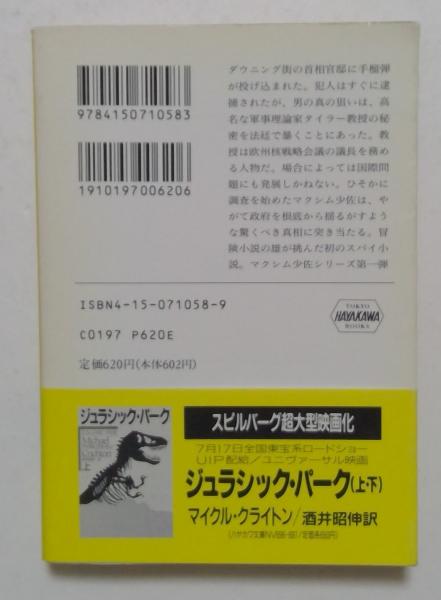 ダウニング街の首相官邸に手榴弾
が投げ込まれた。犯人はすぐに逮
捕されたが、男の真の狙いは、高
名な軍事理論家タイラー教授の秘
密を法廷で暴くことにあった。教
授は欧州核戦略会議の議長を務め
る人物だ。場合によっては国際問
題にも発展しかねない。ひそかに
調査を始めたマクシム少佐は、や
がて政府を根底から揺るがすよう
な驚くべき真相に突き当たる。冒
険小説の雄が挑んだ初のスパイ小
説。マクシム少佐シリーズ第一弾
9784150710583
1910197006206
ISBN4-15-071058-9
C0197 P620E
定価620円(本体602円)
TOKYO
HAYAKAWA
BOOKS
ジュラシック・パーク
Michael
Crichton
上
スピルバーグ超大型映画化
7月17日全国東宝系ロードショー
UIP配給/ユニヴァーサル映画
ジュラシック・パーク(上・下)
マイクル・クライトン/酒井昭伸訳